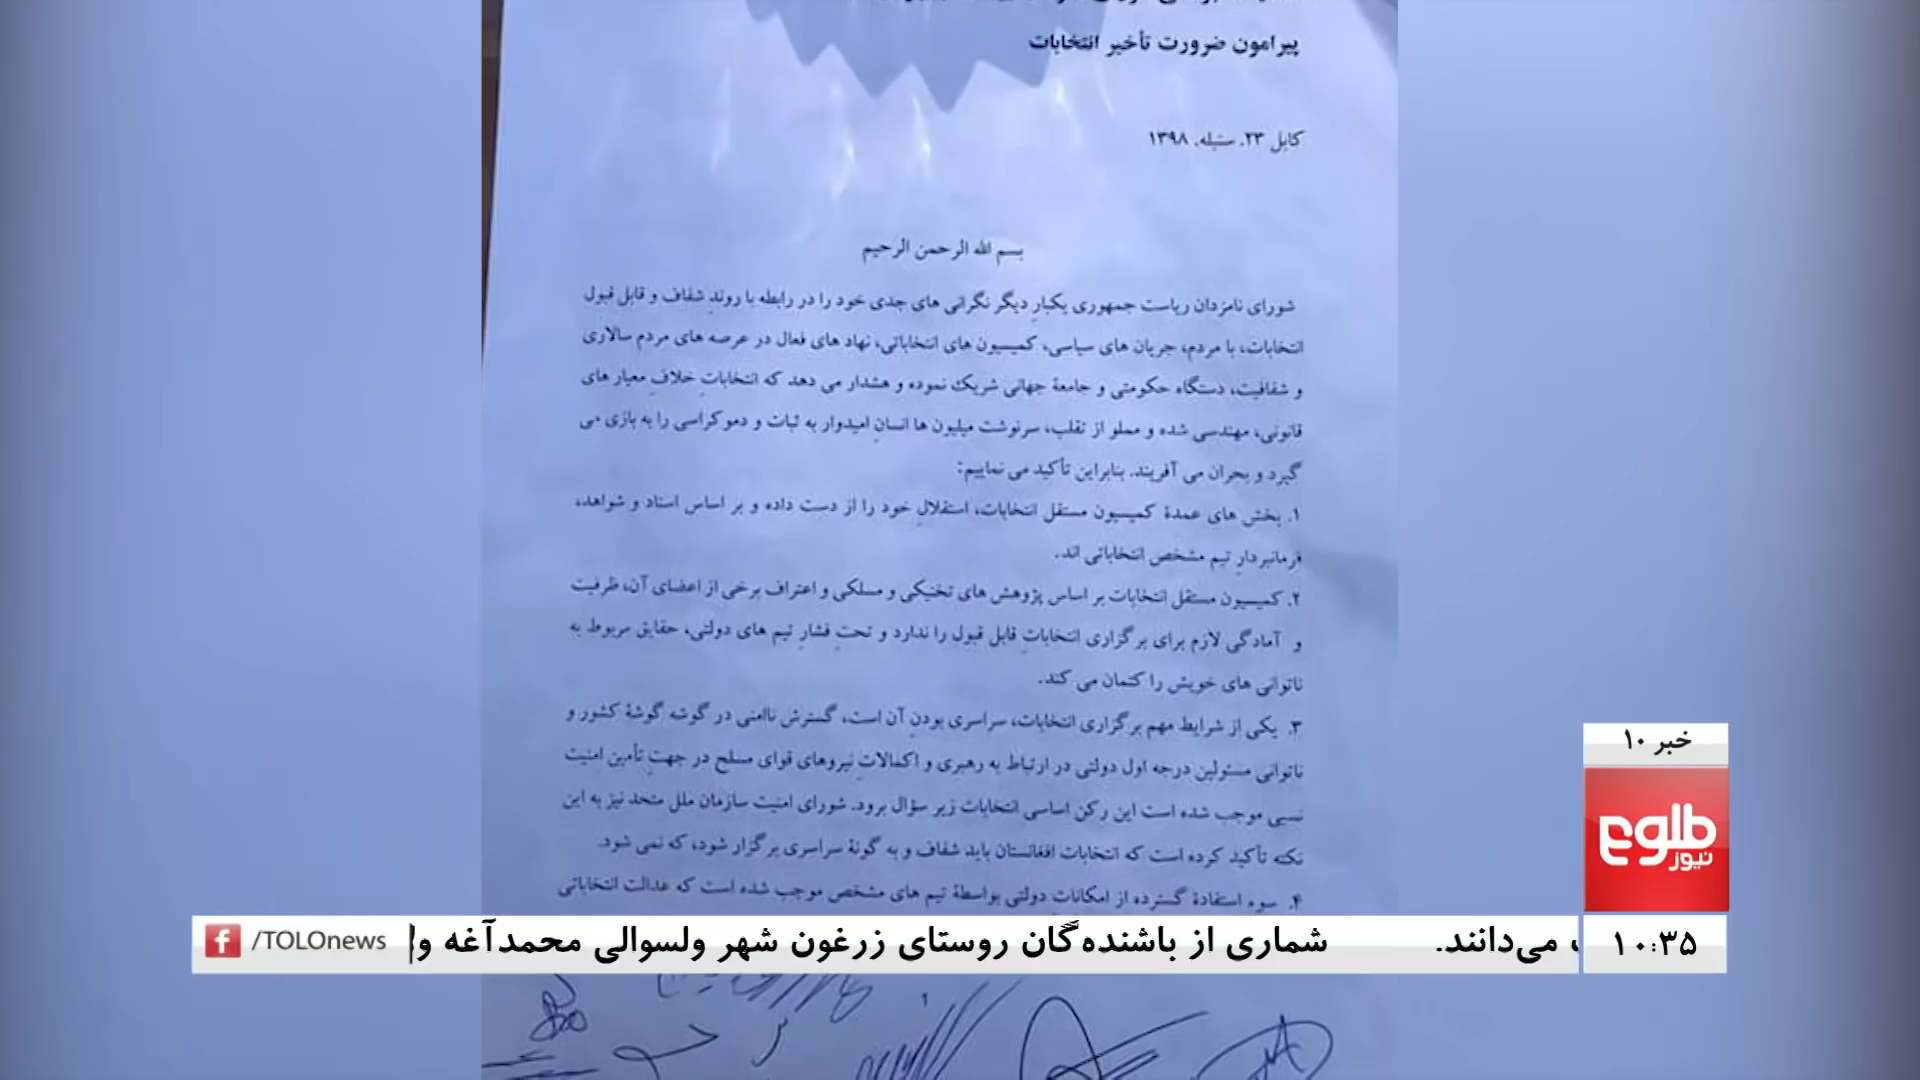 پیرامون ضرورت تأخیر انتخابات
کابل ۲۳. سنبله. ۱۳۹۸
بسم الله الرحمن الرحیم
شورای نامزدان ریاست جمهوری یکبارِ دیگر نگرانی های جدی خود را در رابطه با روندِ شفاف و قابل قبول
انتخابات، با مردم، جریان های سیاسی، کمیسیون های انتخاباتی، نهاد های فعال در عرصه های مردم سالاری
و شفافیت، دستگاه حکومتی و جامعهٔ جهانی شریک نموده و هشدار می دهد که انتخاباتِ خلافِ معیار های
قانونی، مهندسی شده و مملو از تقلب، سرنوشت میلیون ها انسانِ امیدوار به ثبات و دموکراسی را به بازی می
گیرد و بحران می آفریند. بنابراین تأکید می نماییم:
۱. بخش های عمدهٔ کمیسیون مستقل انتخابات، استقلالِ خود را از دست داده و بر اساس اسناد و شواهد،
فرمانبردارِ تیم مشخص انتخاباتی اند.
۲. کمیسیون مستقل انتخابات بر اساس پژوهش های تخنیکی و مسلکی و اعتراف برخی از اعضای آن، ظرفیت
و آمادگی لازم برای برگزاری انتخاباتِ قابل قبول را ندارد و تحتِ فشارِ تیم های دولتی، حقایق مربوط به
ناتوانی های خویش را کتمان می کند.
۳. یکی از شرایط مهم برگزاری انتخابات، سراسری بودنِ آن است، گسترش ناامنی در گوشه گوشهٔ کشور و
ناتوانی مسئولین درجه اول دولتی در ارتباط به رهبری و اکمالاتِ نیروهای قوای مسلح در جهتِ تأمین امنیت
نسبی موجب شده است این رکن اساسی انتخابات زیر سؤال برود. شورای امنیت سازمان ملل متحد نیز به این
نکته تأکید کرده است که انتخابات افغانستان باید شفاف و به گونهٔ سراسری برگزار شود، که نمی شود.
۴. سوء استفادهٔ گسترده از امکانات دولتی بواسطهٔ تیم های مشخص موجب شده است که عدالت انتخاباتی
خبر ۱۰
طلوع
نیوز
۱۰:۳۵
می‌دانند. شماری از باشنده‌گان روستای زرغون شهر ولسوالی محمدآغه
/TOLOnews